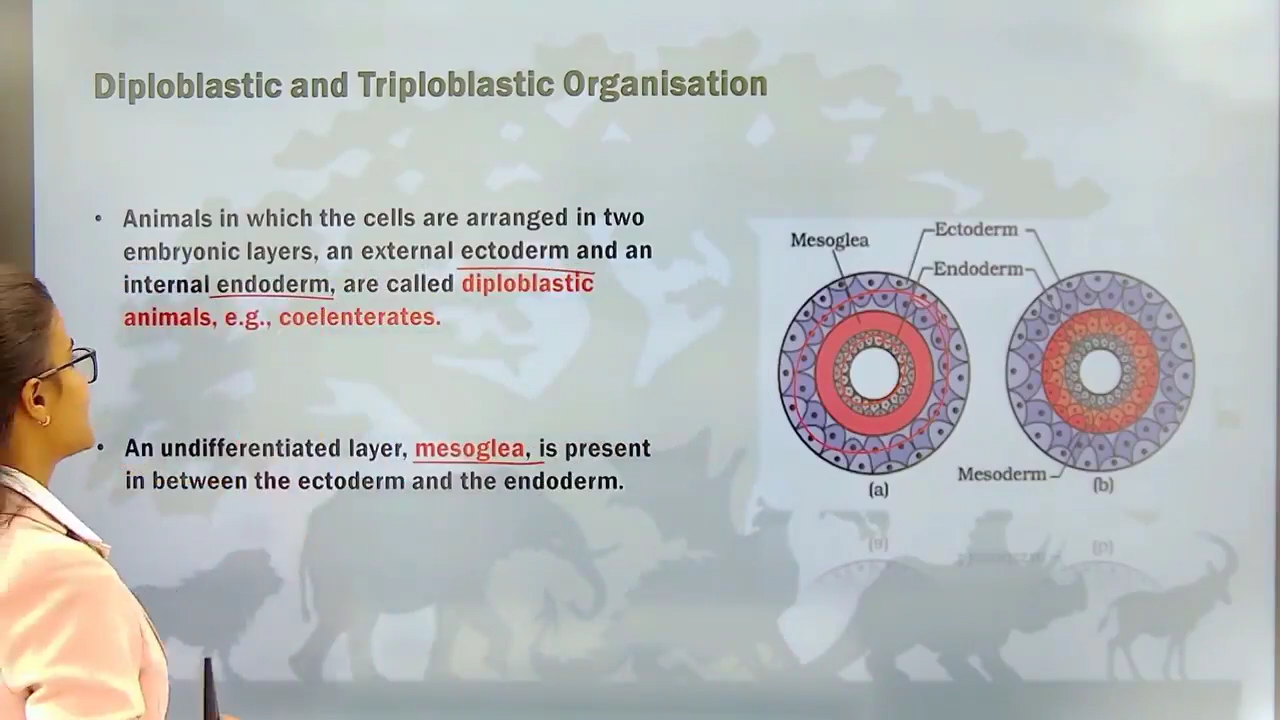 Diploblastic and Triploblastic Organisation
• Animals in which the cells are arranged in two
embryonic layers, an external ectoderm and an
internal endoderm, are called diploblastic
animals, e.g., coelenterates.
• An undifferentiated layer, mesoglea, is present
in between the ectoderm and the endoderm.
Mesoglea
Ectoderm
Endoderm
Mesoderm
(a)
(b)